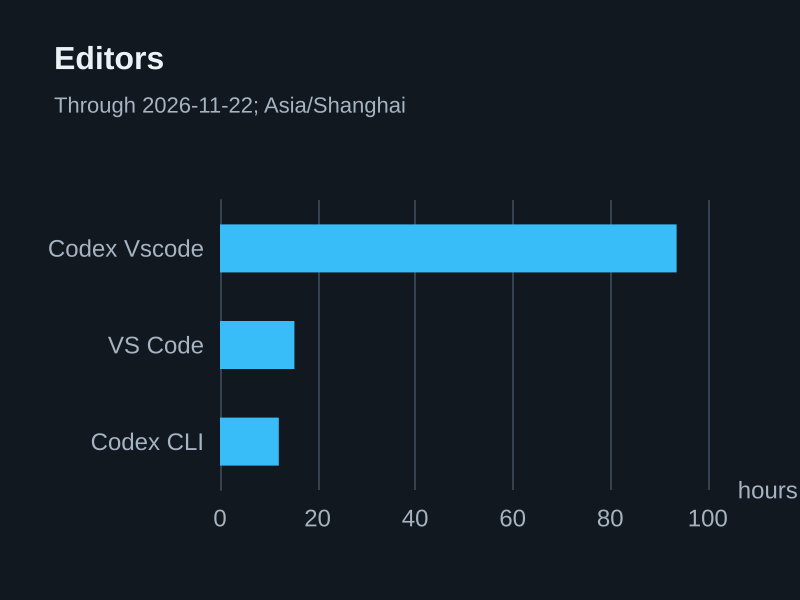 Editors
Through 2026-11-22; Asia/Shanghai
Codex Vscode
VS Code
Codex CLI
hours
0 20 40 60 80 100